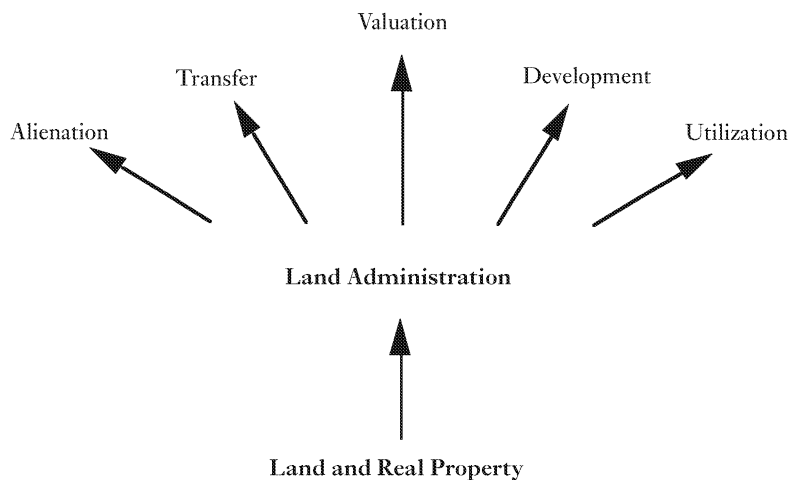 Valuation
Transfer
Development
Alienation
Utilization
Land Administration
Land and Real Property